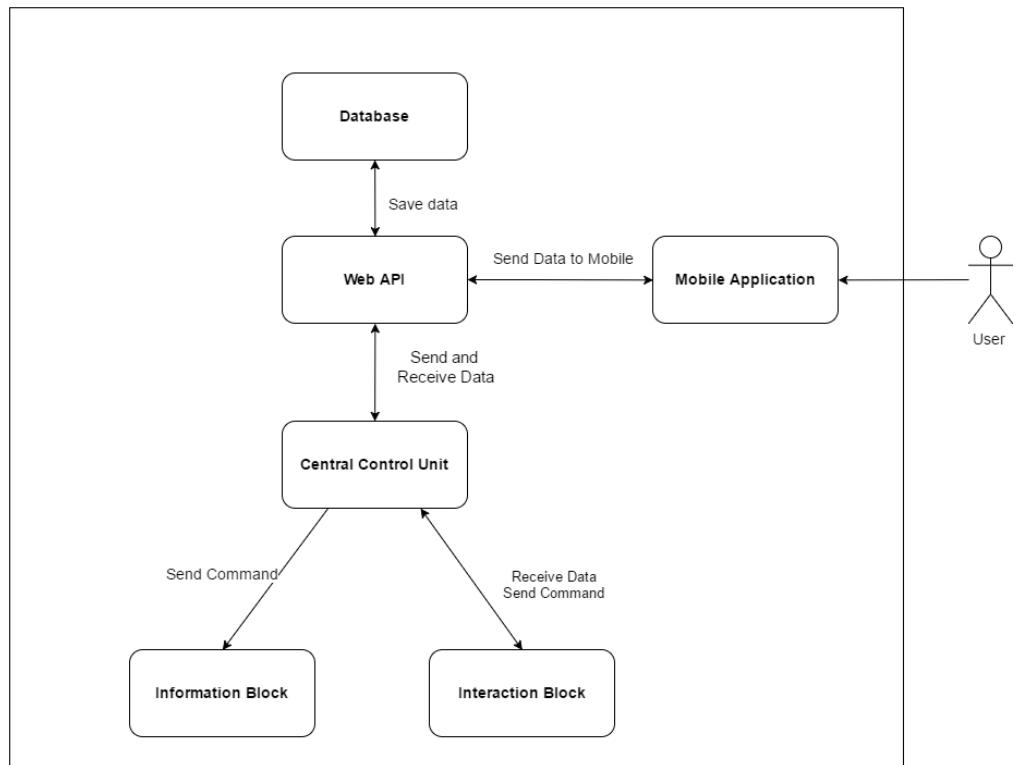 Database
Save data
Send Data to Mobile
Web API
Mobile Application
User
Send and
Receive Data
Central Control Unit
Send Command
Receive Data
Send Command
Information Block
Interaction Block